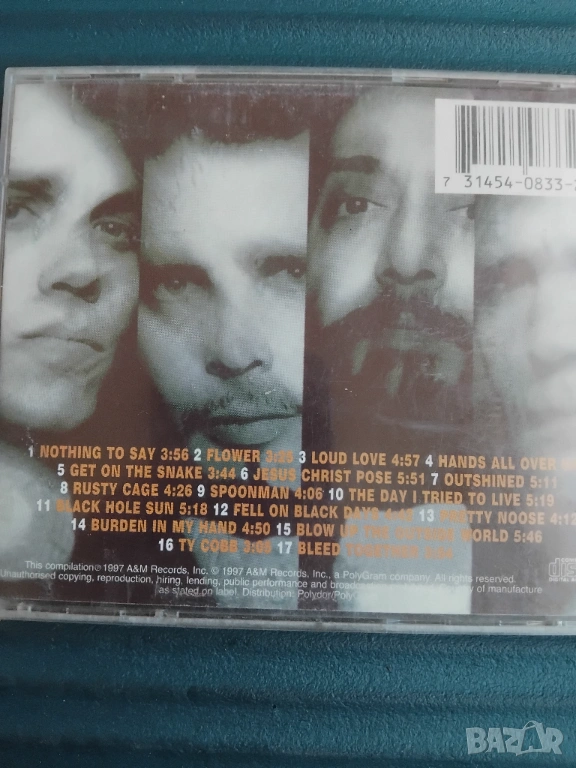 7 31454-0833-2
1 NOTHING TO SAY 3:56 2 FLOWER 3:25 3 LOUD LOVE 4:57 4 HANDS ALL OVER
5 GET ON THE SNAKE 3:44 6 JESUS CHRIST POSE 5:51 7 OUTSHINED 5:11
8 RUSTY CAGE 4:26 9 SPOONMAN 4:06 10 THE DAY I TRIED TO LIVE 5:19
11 BLACK HOLE SUN 5:18 12 FELL ON BLACK DAYS 13 PRETTY NOOSE 4:12
14 BURDEN IN MY HAND 4:50 15 BLOW UP THE OUTSIDE WORLD 5:46
16 TY COBB 3:05 17 BLEED TOGETHER
This compilation ℗ 1997 A&M Records, Inc. © 1997 A&M Records, Inc., a PolyGram company. All rights reserved.
Unauthorised copying, reproduction, hiring, lending, public performance and of manufacture
as stated on label. Distribution: Polydor/
BAZAR